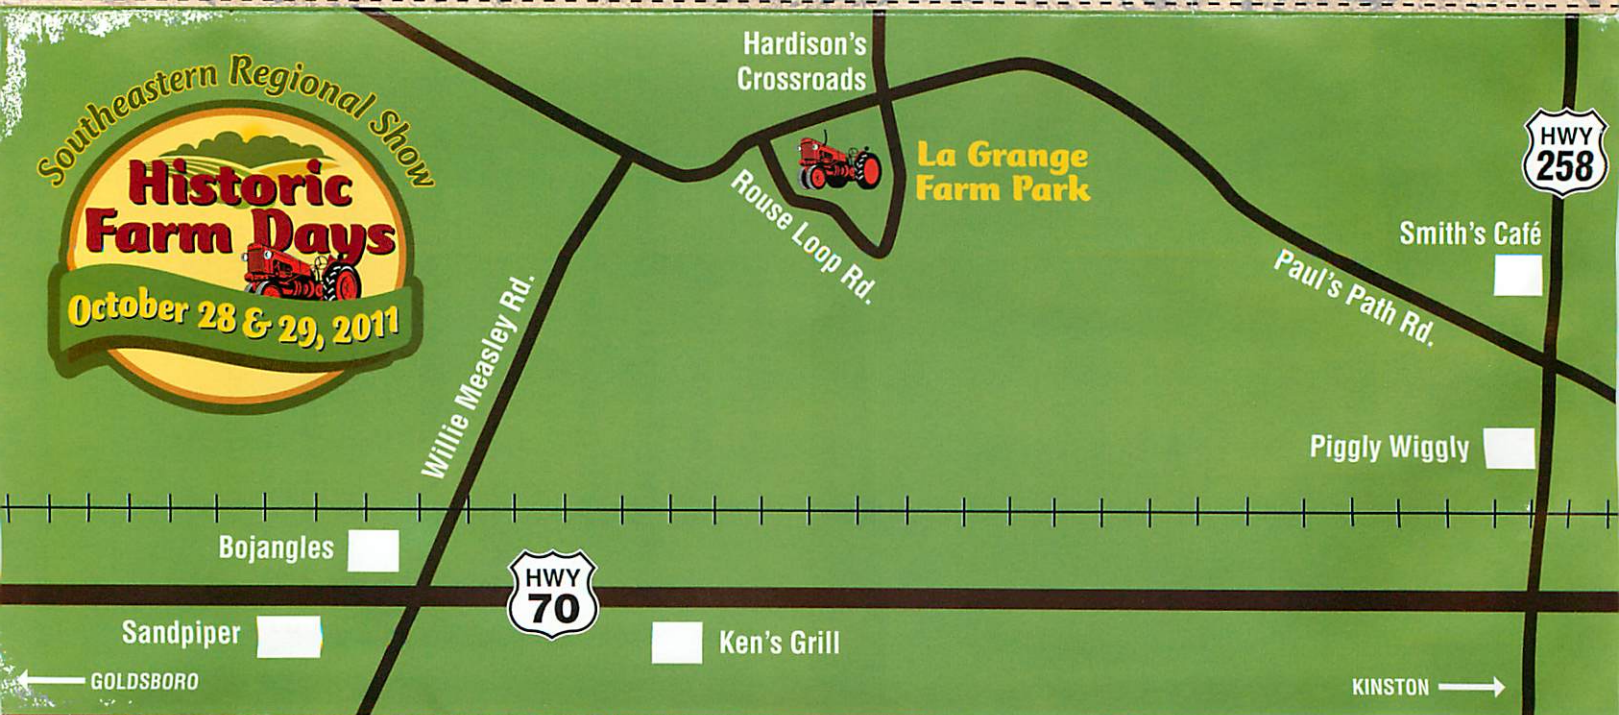 Southeastern Regional Show
Historic
Farm Days
October 28 & 29, 2011
Hardison's
Crossroads
La Grange
Farm Park
HWY
258
Smith's Café
Rouse Loop Rd.
Paul's Path Rd.
Willie Measley Rd.
Piggly Wiggly
Bojangles
HWY
70
Sandpiper
Ken's Grill
GOLDSBORO
KINSTON